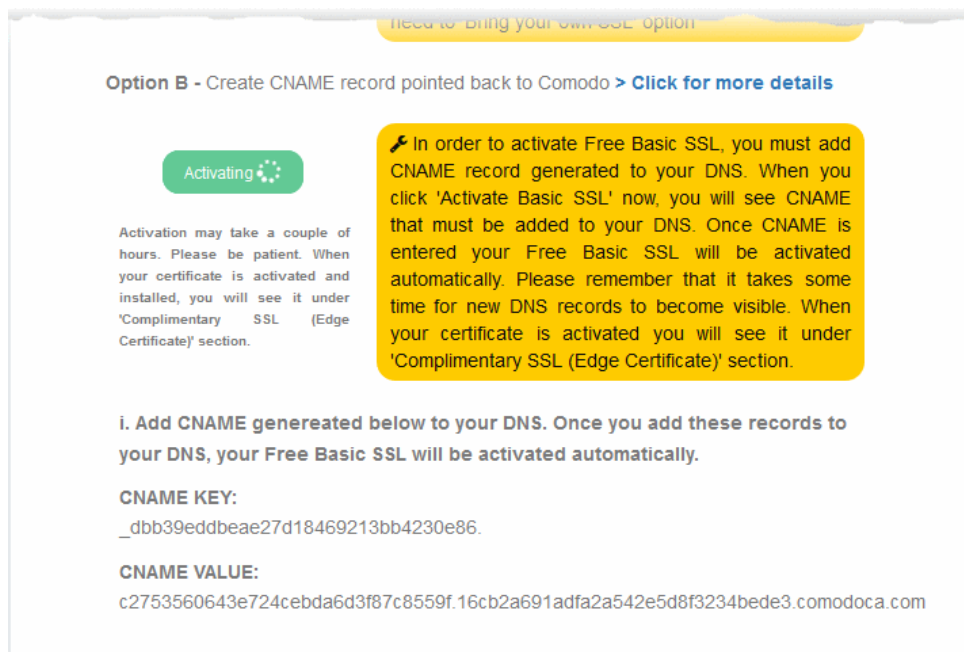 need to 'Bring your own SSL' option
Option B - Create CNAME record pointed back to Comodo > Click for more details
Activating
In order to activate Free Basic SSL, you must add
CNAME record generated to your DNS. When you
click 'Activate Basic SSL' now, you will see CNAME
that must be added to your DNS. Once CNAME is
entered your Free Basic SSL will be activated
automatically. Please remember that it takes some
time for new DNS records to become visible. When
your certificate is activated you will see it under
'Complimentary SSL (Edge Certificate)' section.
Activation may take a couple of
hours. Please be patient. When
your certificate is activated and
installed, you will see it under
'Complimentary SSL (Edge
Certificate)' section.
i. Add CNAME genereated below to your DNS. Once you add these records to
your DNS, your Free Basic SSL will be activated automatically.
CNAME KEY:
_dbb39eddbeae27d18469213bb4230e86.
CNAME VALUE:
c2753560643e724cebda6d3f87c8559f.16cb2a691adfa2a542e5d8f3234bede3.comodoca.com